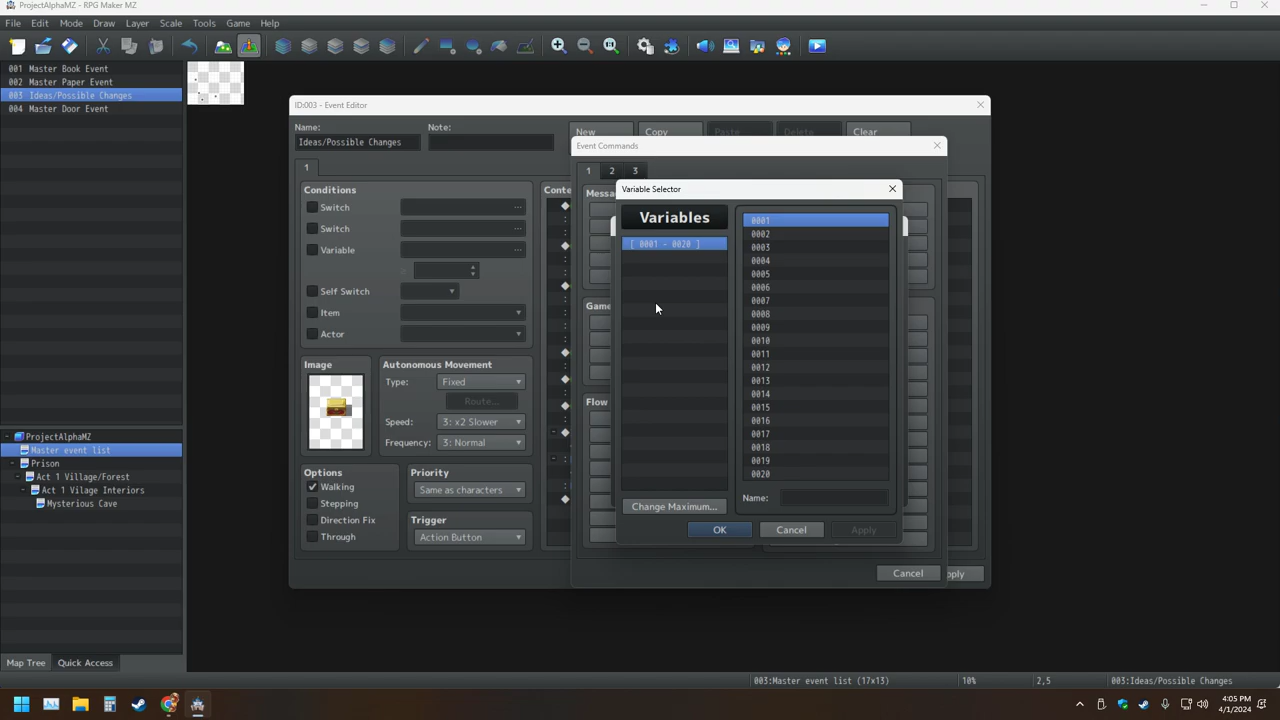 ProjectAlphaMZ - RPG Maker MZ
File Edit Mode Draw Layer Scale Tools Game Help
001 Master Book Event
002 Master Paper Event
003 Ideas/Possible Changes
004 Master Door Event
ID:003 - Event Editor
Name:
Note:
Ideas/Possible Changes
New
Copy
Paste
Delete
Clear
Event Commands
1
1 2 3
Conditions
Switch
...
Switch
...
Variable
...
≥
Self Switch
Item
Actor
Image
Autonomous Movement
Type: Fixed
Route...
Speed: 3: x2 Slower
Frequency: 3: Normal
Options
Walking
Stepping
Direction Fix
Through
Priority
Same as characters
Trigger
Action Button
Conte
Messa
Game
Flow
Variable Selector
Variables
[ 0001 - 0020 ]
Change Maximum...
0001
0002
0003
0004
0005
0006
0007
0008
0009
0010
0011
0012
0013
0014
0015
0016
0017
0018
0019
0020
Name:
OK
Cancel
Apply
Cancel
pply
ProjectAlphaMZ
Master event list
Prison
Act 1 Village/Forest
Act 1 Vilage Interiors
Mysterious Cave
Map Tree
Quick Access
003:Master event list (17x13)
10%
2,5
003:Ideas/Possible Changes
4:05 PM
4/1/2024